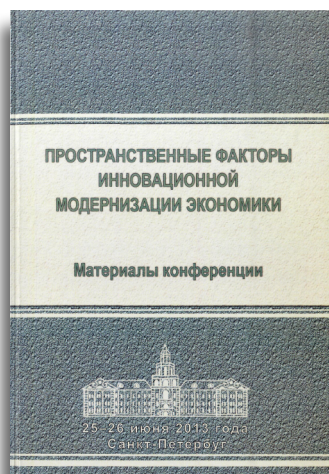 ПРОСТРАНСТВЕННЫЕ ФАКТОРЫ
ИННОВАЦИОННОЙ
МОДЕРНИЗАЦИИ ЭКОНОМИКИ
Материалы конференции
25, 26 июня 2013 года
Санкт-Петербург